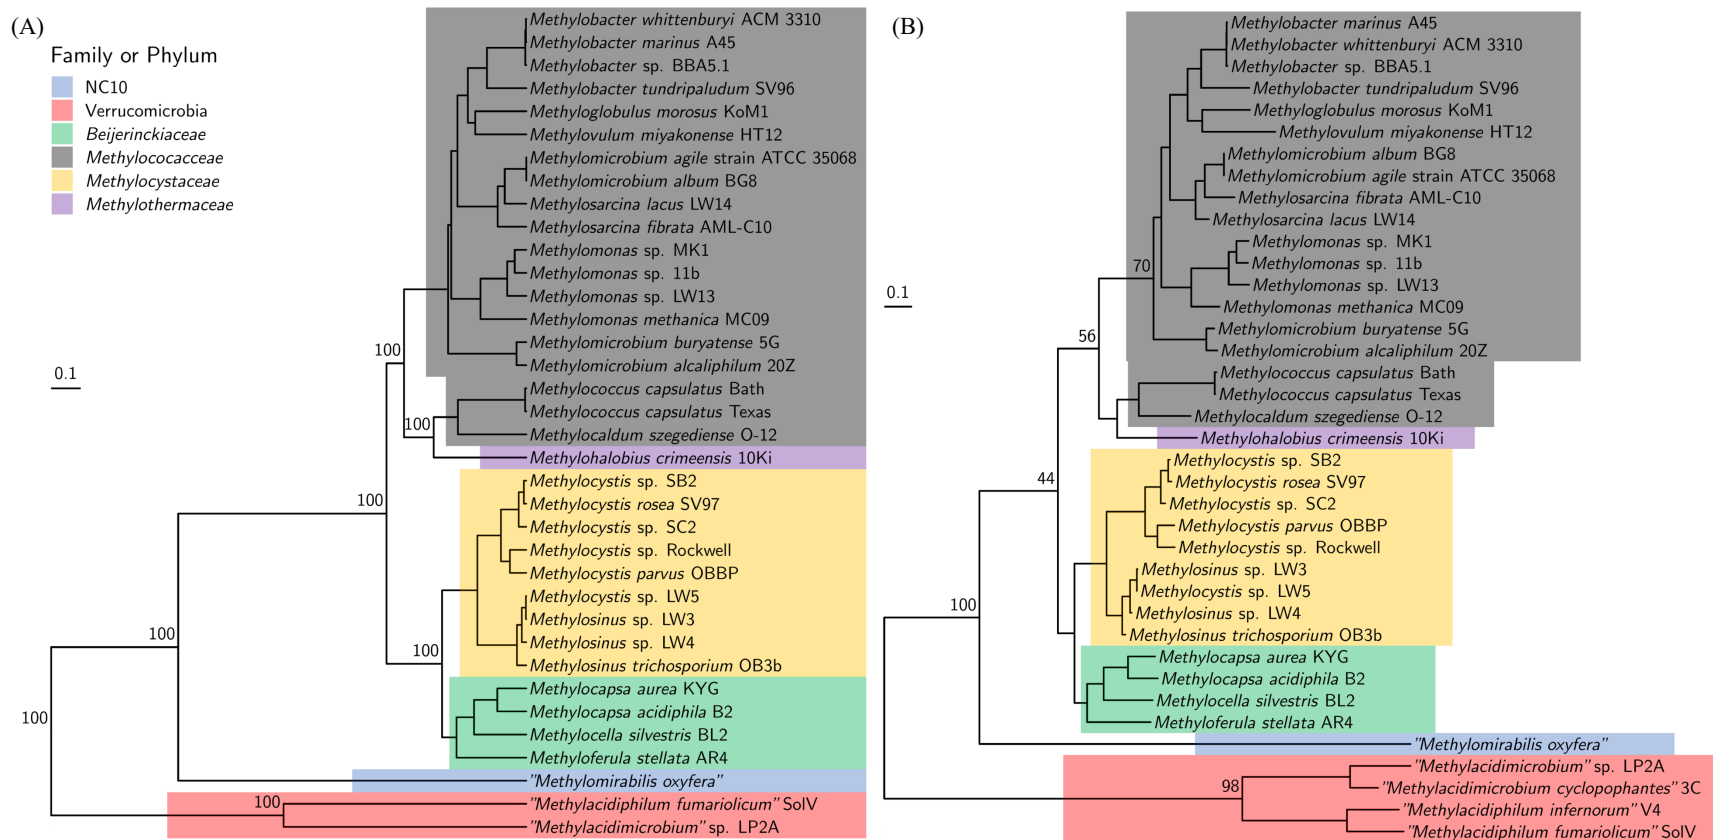 (A)
Family or Phylum
NC10
Verrucomicrobia
Beijerinckiaceae
Methylococacceae
Methylocystaceae
Methylothermaceae
0.1
Methylobacter whittenburyi ACM 3310
Methylobacter marinus A45
Methylobacter sp. BBA5.1
Methylobacter tundripaludum SV96
Methyloglobulus morosus KoM1
Methylovulum miyakonense HT12
Methylomicrobium agile strain ATCC 35068
Methylomicrobium album BG8
Methylosarcina lacus LW14
Methylosarcina fibrata AML-C10
Methylomonas sp. MK1
Methylomonas sp. 11b
Methylomonas sp. LW13
Methylomonas methanica MC09
Methylomicrobium buryatense 5G
100
Methylomicrobium alcaliphilum 20Z
Methylococcus capsulatus Bath
Methylococcus capsulatus Texas
100
Methylocaldum szegediense O-12
Methylohalobius crimeensis 10Ki
Methylocystis sp. SB2
100
Methylocystis rosea SV97
Methylocystis sp. SC2
Methylocystis sp. Rockwell
Methylocystis parvus OBBP
Methylocystis sp. LW5
Methylosinus sp. LW3
100
Methylosinus sp. LW4
100
Methylosinus trichosporium OB3b
Methylocapsa aurea KYG
Methylocapsa acidiphila B2
100
Methylocella silvestris BL2
Methyloferula stellata AR4
"Methylomirabilis oxyfera"
100
"Methylacidiphilum fumariolicum" SolV
"Methylacidimicrobium" sp. LP2A
(B)
0.1
Methylobacter marinus A45
Methylobacter whittenburyi ACM 3310
Methylobacter sp. BBA5.1
Methylobacter tundripaludum SV96
Methyloglobulus morosus KoM1
Methylovulum miyakonense HT12
Methylomicrobium album BG8
Methylomicrobium agile strain ATCC 35068
Methylosarcina fibrata AML-C10
Methylosarcina lacus LW14
Methylomonas sp. MK1
70
Methylomonas sp. 11b
Methylomonas sp. LW13
Methylomonas methanica MC09
Methylomicrobium buryatense 5G
56
Methylomicrobium alcaliphilum 20Z
Methylococcus capsulatus Bath
Methylococcus capsulatus Texas
Methylocaldum szegediense O-12
Methylohalobius crimeensis 10Ki
Methylocystis sp. SB2
44
Methylocystis rosea SV97
Methylocystis sp. SC2
Methylocystis parvus OBBP
Methylocystis sp. Rockwell
Methylosinus sp. LW3
Methylocystis sp. LW5
100
Methylosinus sp. LW4
Methylosinus trichosporium OB3b
Methylocapsa aurea KYG
Methylocapsa acidiphila B2
Methylocella silvestris BL2
Methyloferula stellata AR4
"Methylomirabilis oxyfera"
"Methylacidimicrobium" sp. LP2A
98
"Methylacidimicrobium cyclopophantes" 3C
"Methylacidiphilum infernorum" V4
"Methylacidiphilum fumariolicum" SolV